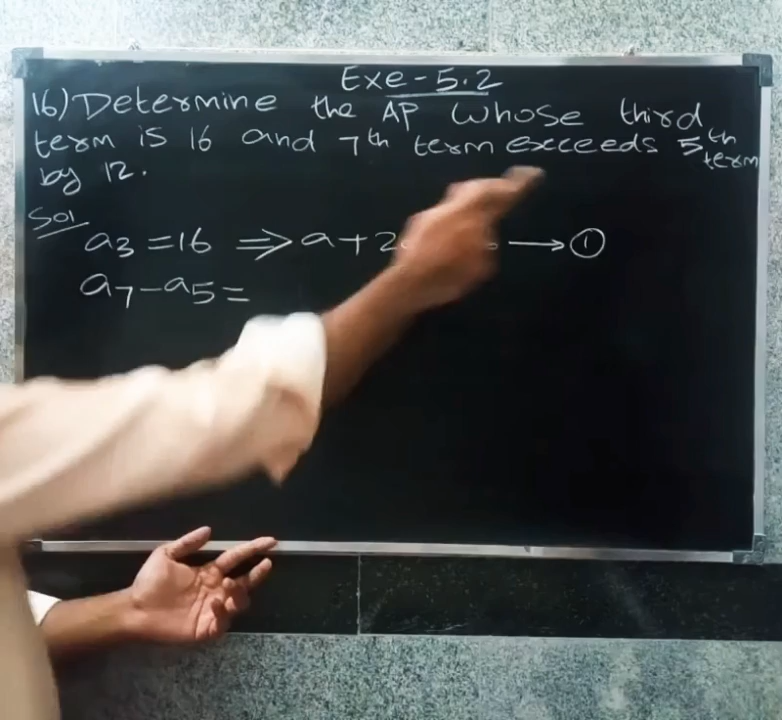 Exe-5.2
16) Determine the AP whose third
term is 16 and 7th term exceeds 5th term
by 12.
Sol
a3 = 16 ⇒ a + 2 → ①
a7 - a5 =